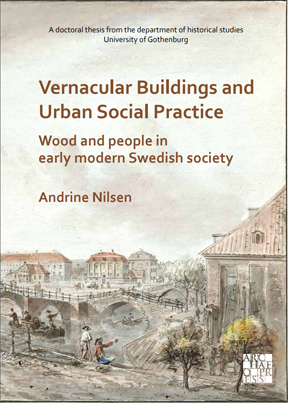 A doctoral thesis from the department of historical studies
University of Gothenburg
Vernacular Buildings and
Urban Social Practice
Wood and people in
early modern Swedish society
Andrine Nilsen
ARC
HAE
O PR
ESS